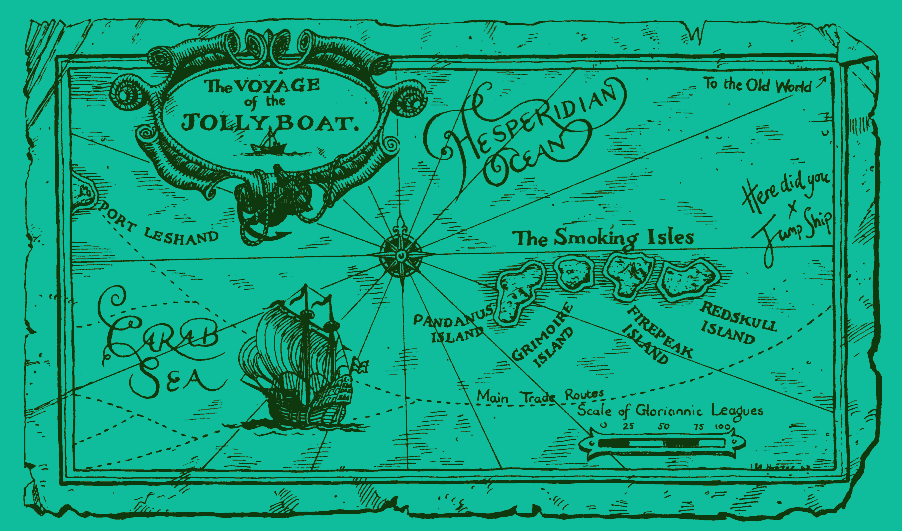 The VOYAGE
of the
JOLLY BOAT.
HESPERIDIAN
OCEAN
To the Old World
Here did you
x
Jump Ship
PORT LESHAND
The Smoking Isles
PANDANUS
ISLAND
GRIMOIRE
ISLAND
FIREPEAK
ISLAND
REDSKULL
ISLAND
CRAB
SEA
Main Trade Routes
Scale of Gloriannic Leagues
0 25 50 75 100